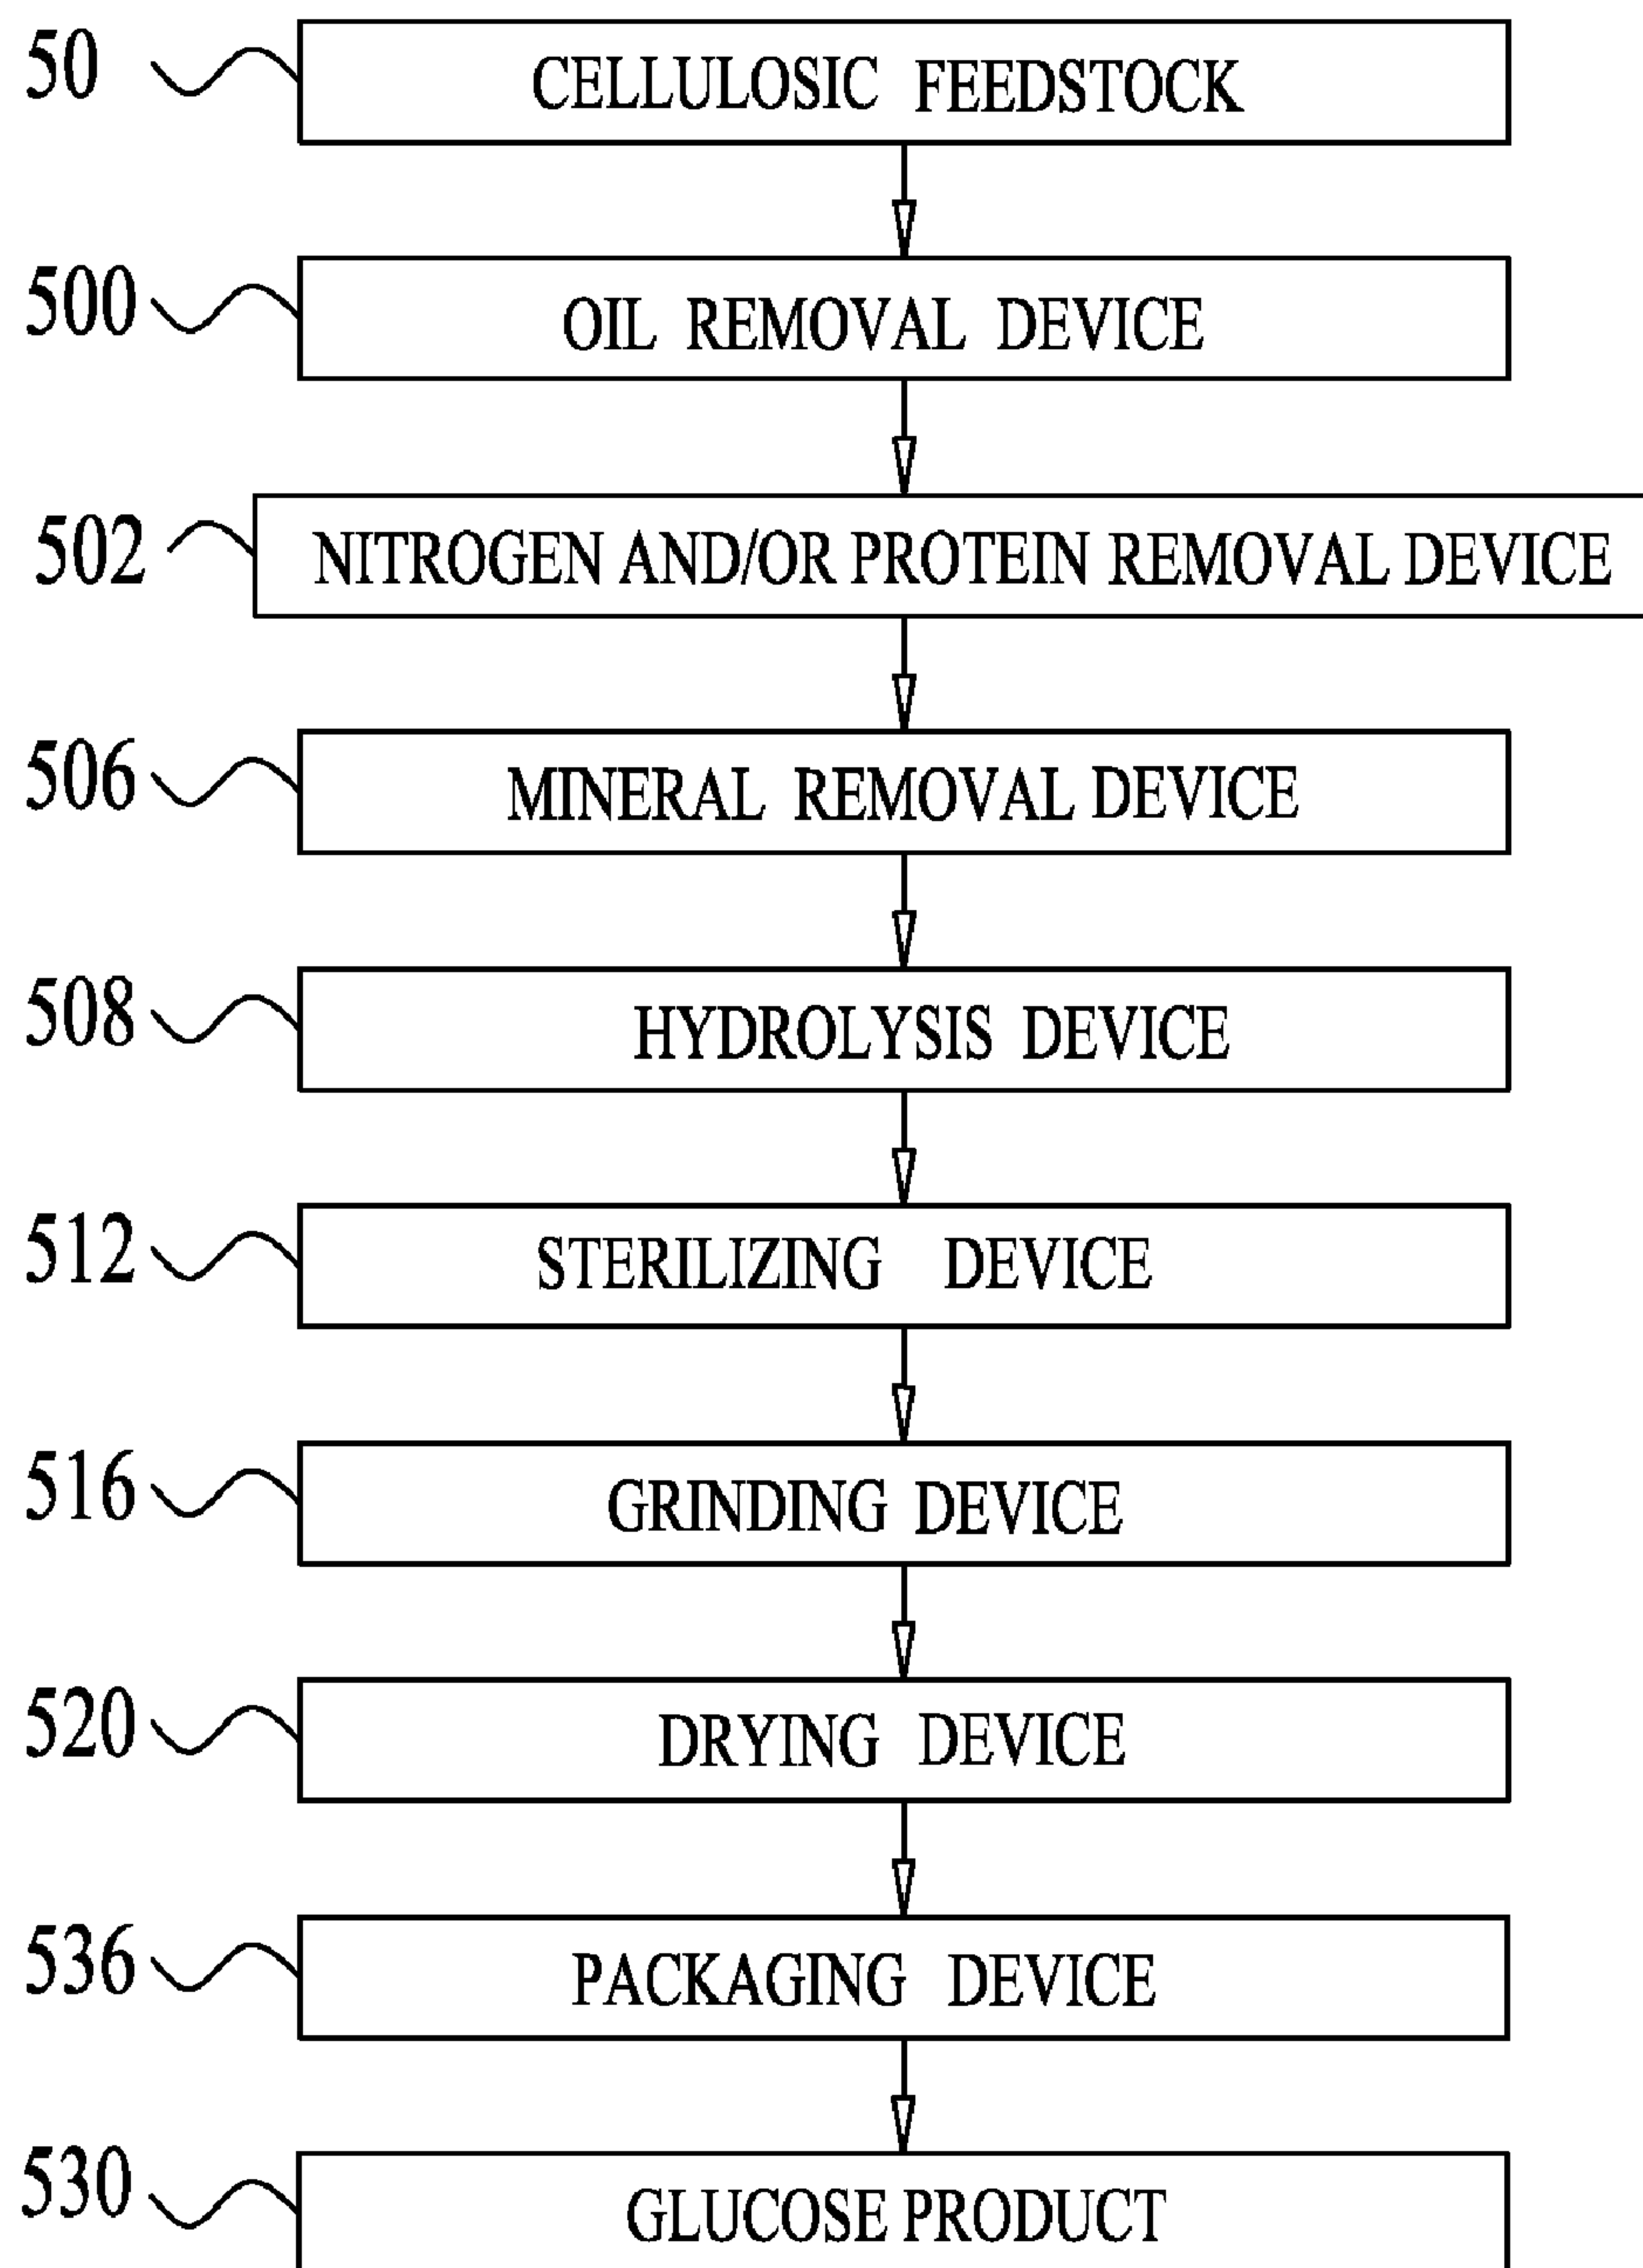 50 CELLULOSIC FEEDSTOCK
500 OIL REMOVAL DEVICE
502 NITROGEN AND/OR PROTEIN REMOVAL DEVICE
506 MINERAL REMOVAL DEVICE
508 HYDROLYSIS DEVICE
512 STERILIZING DEVICE
516 GRINDING DEVICE
520 DRYING DEVICE
536 PACKAGING DEVICE
530 GLUCOSE PRODUCT